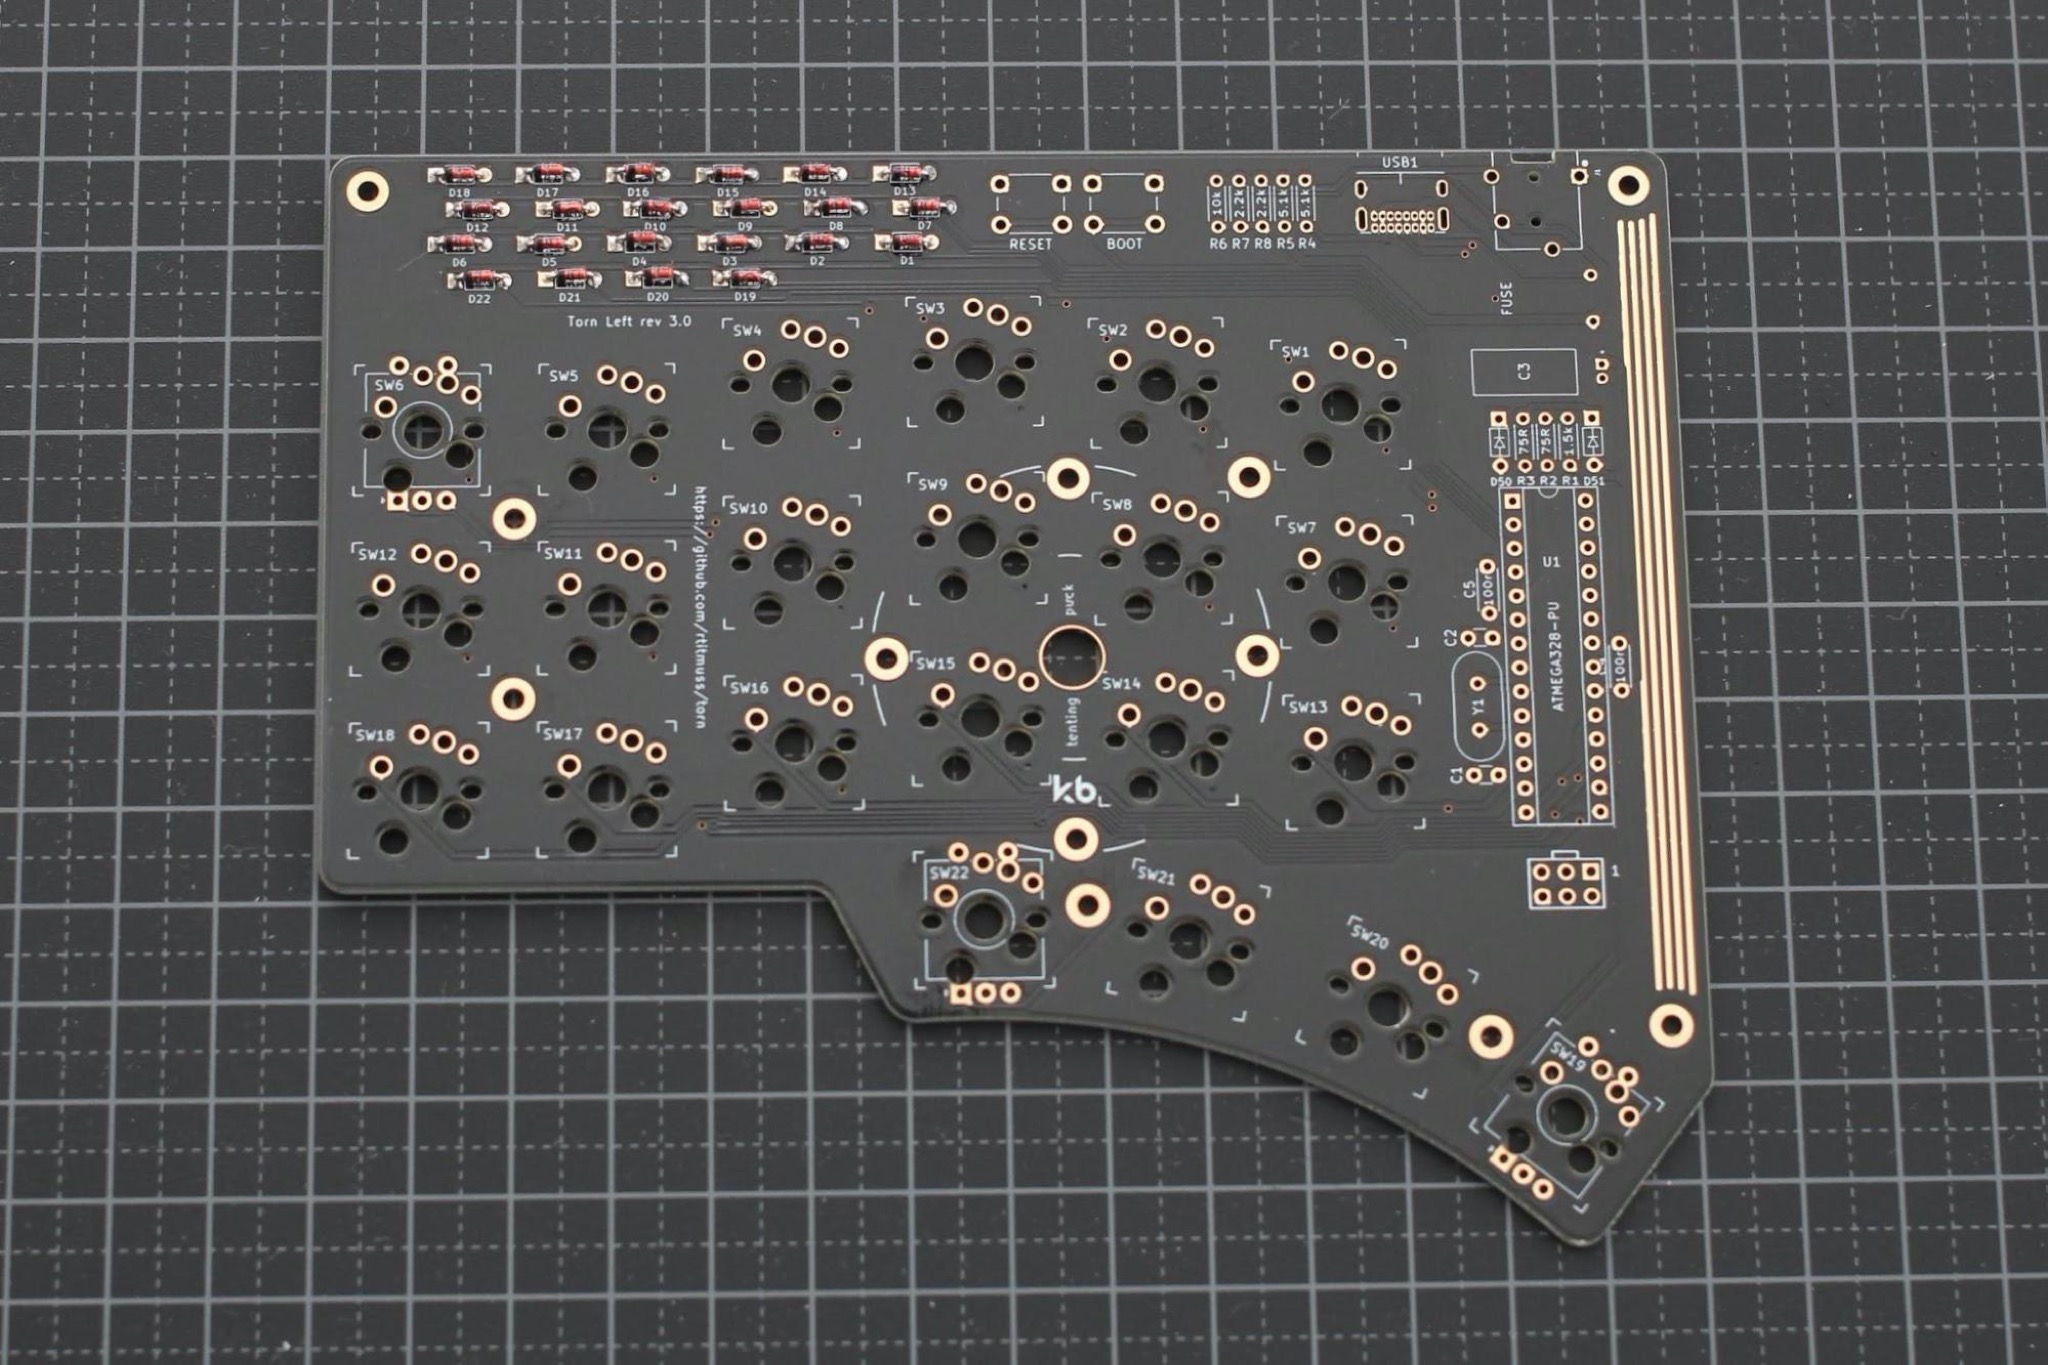 D18 D17 D16 D15 D14 D13
D12 D11 D10 D9 D8 D7
D6 D5 D4 D3 D2 D1
D22 D21 D20 D19
Torn Left rev 3.0
RESET BOOT
10k 2.2k 2.2k 5.1k 5.1k
R6 R7 R8 R5 R4
USB1
J1
FUSE
C3
SW6 SW5 SW4 SW3 SW2 SW1
75R 75R 1.5k
D50 R3 R2 R1 D51
SW12 SW11 SW10 SW9 SW8 SW7
https://github.com/rtitmuss/torn
puck
tenting
U1
ATMEGA328-PU
C5
100n
C2
Y1
C1
100n
SW18 SW17 SW16 SW15 SW14 SW13
kb
1
SW22 SW21 SW20 SW19